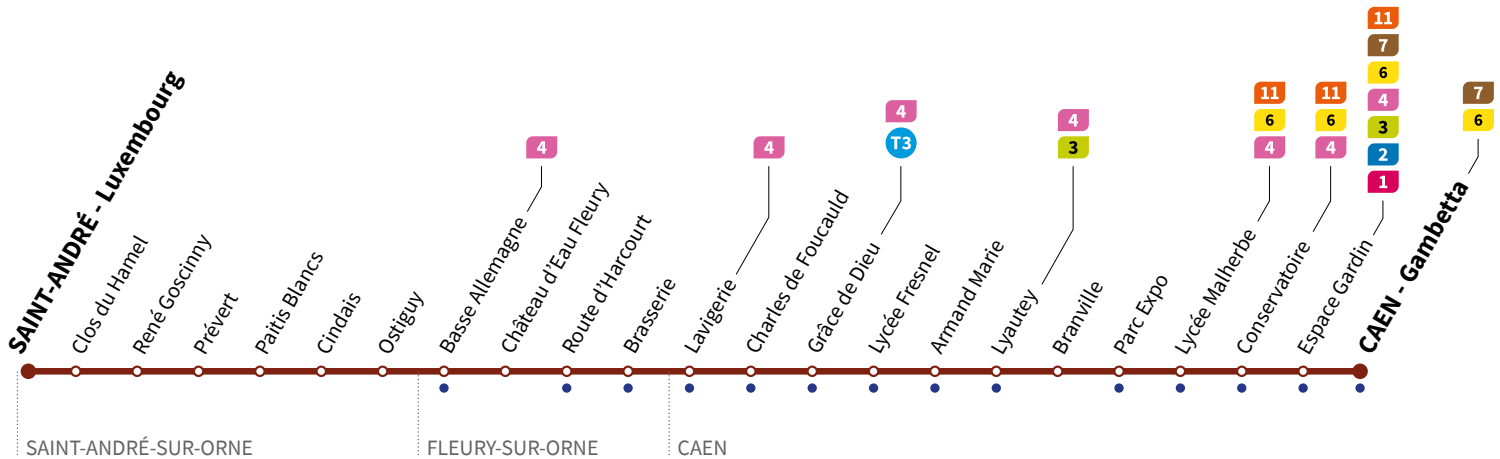 SAINT-ANDRÉ - Luxembourg
Clos du Hamel
René Goscinny
Prévert
Paitis Blancs
Cindais
Ostiguy
Basse Allemagne
4
Château d'Eau Fleury
Route d'Harcourt
Brasserie
Lavigerie
4
Charles de Foucauld
Grâce de Dieu
4
T3
Lycée Fresnel
Armand Marie
Lyautey
4
3
Branville
Parc Expo
Lycée Malherbe
11
6
4
Conservatoire
11
6
4
Espace Gardin
11
7
6
4
3
2
1
CAEN - Gambetta
7
6
SAINT-ANDRÉ-SUR-ORNE
FLEURY-SUR-ORNE
CAEN